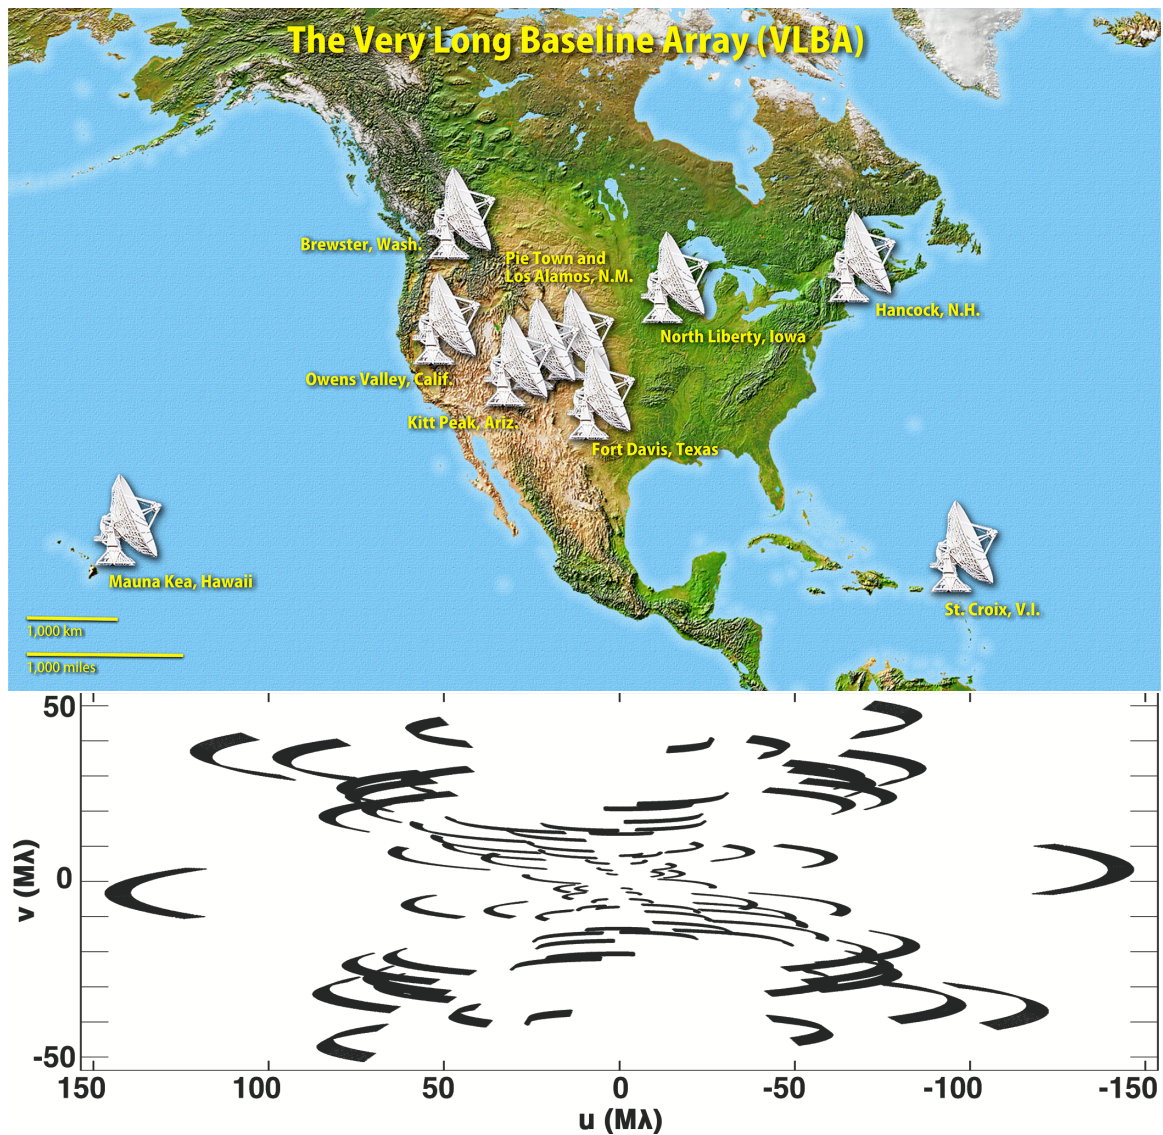 The Very Long Baseline Array (VLBA)
Brewster, Wash.
Pie Town and
Los Alamos, N.M.
Hancock, N.H.
North Liberty, Iowa
Owens Valley, Calif.
Kitt Peak, Ariz.
Fort Davis, Texas
Mauna Kea, Hawaii
St. Croix, V.I.
1,000 km
1,000 miles
50
0
-50
v (Mλ)
150 100 50 0 -50 -100 -150
u (Mλ)